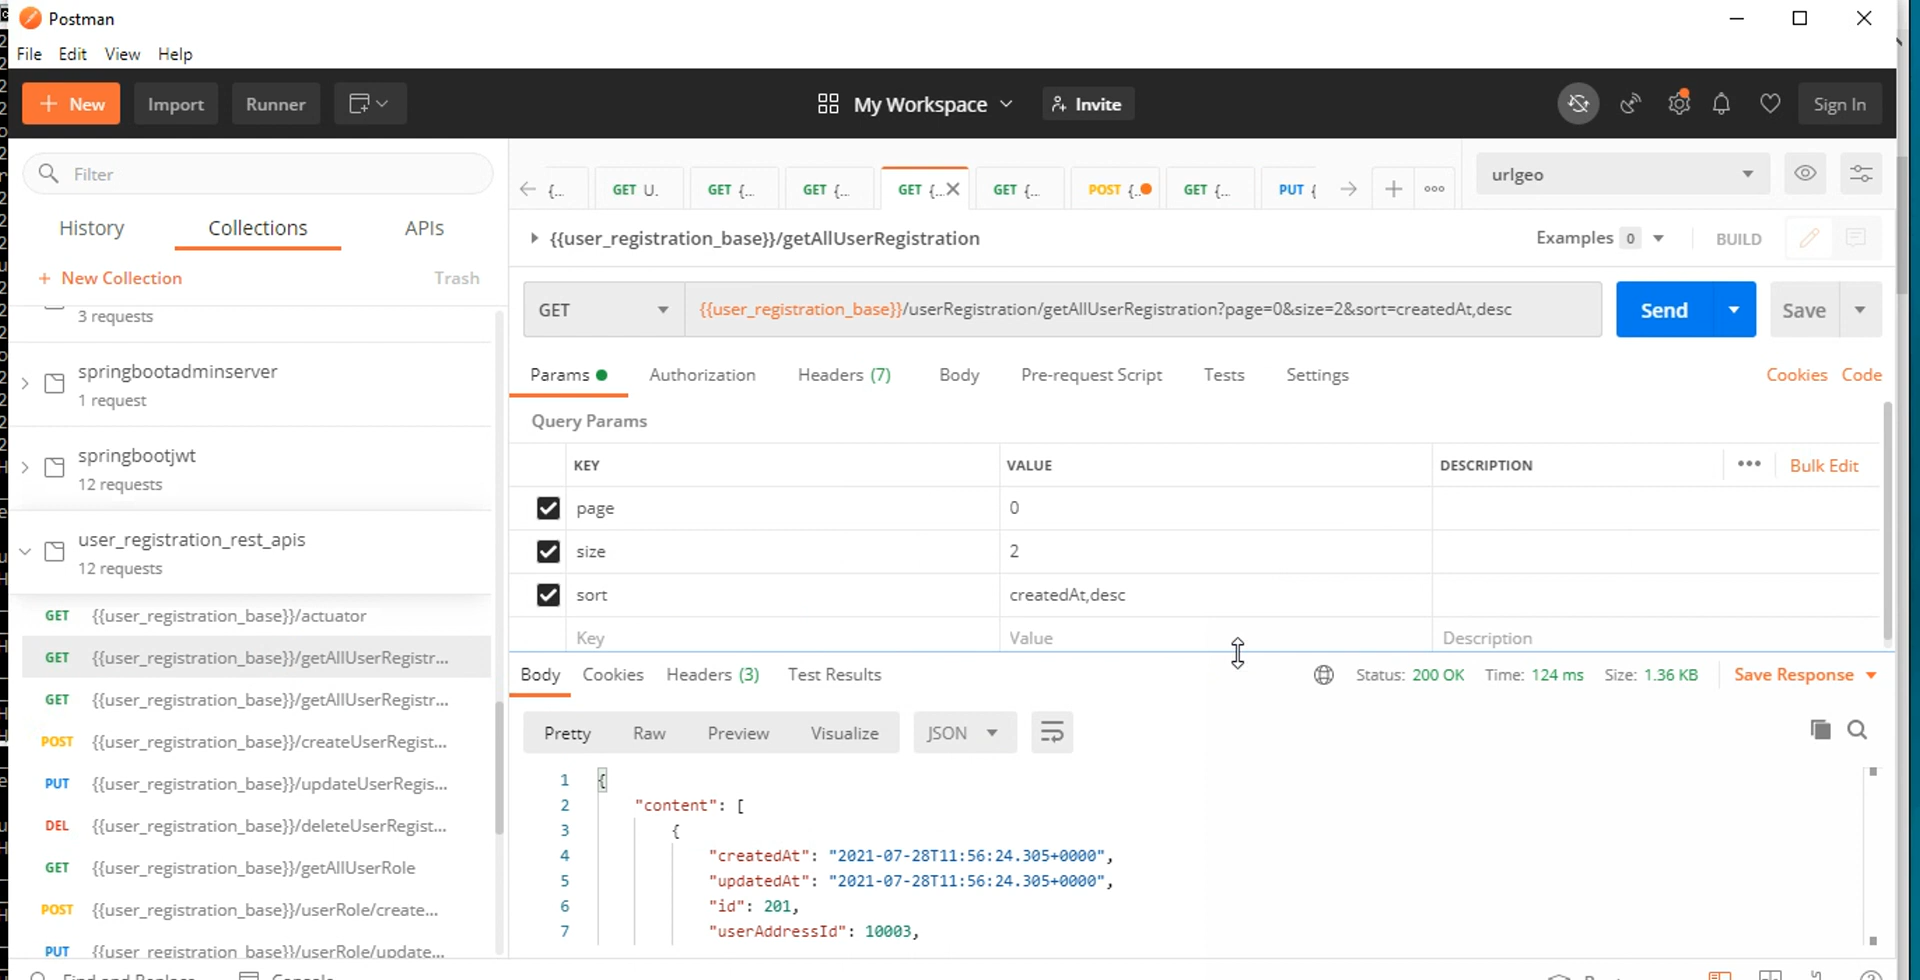 Postman
File Edit View Help
New Import Runner My Workspace Invite Sign In
Filter
History Collections APIs
+ New Collection Trash
3 requests
springbootadminserver
1 request
springbootjwt
12 requests
user_registration_rest_apis
12 requests
GET {{user_registration_base}}/actuator
GET {{user_registration_base}}/getAllUserRegistr...
GET {{user_registration_base}}/getAllUserRegistr...
POST {{user_registration_base}}/createUserRegist...
PUT {{user_registration_base}}/updateUserRegis...
DEL {{user_registration_base}}/deleteUserRegist...
GET {{user_registration_base}}/getAllUserRole
POST {{user_registration_base}}/userRole/create...
PUT {{user_registration_base}}/userRole/update...
{... GET U. GET {... GET {... GET {... GET {... POST {.. GET {... PUT { urlgeo
{{user_registration_base}}/getAllUserRegistration Examples 0 BUILD
GET {{user_registration_base}}/userRegistration/getAllUserRegistration?page=0&size=2&sort=createdAt,desc Send Save
Params Authorization Headers (7) Body Pre-request Script Tests Settings Cookies Code
Query Params
KEY VALUE DESCRIPTION ••• Bulk Edit
page 0
size 2
sort createdAt,desc
Key Value Description
Body Cookies Headers (3) Test Results Status: 200 OK Time: 124 ms Size: 1.36 KB Save Response
Pretty Raw Preview Visualize JSON
1 {
2 "content": [
3 {
4 "createdAt": "2021-07-28T11:56:24.305+0000",
5 "updatedAt": "2021-07-28T11:56:24.305+0000",
6 "id": 201,
7 "userAddressId": 10003,
Find and Replace Console